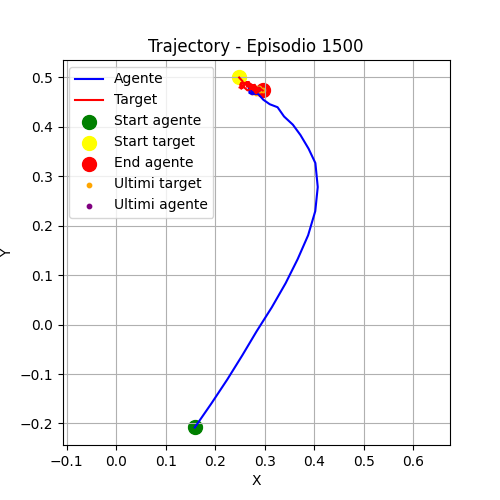 Trajectory - Episodio 1500
Agente
Target
Start agente
Start target
End agente
Ultimi target
Ultimi agente
0.5
0.4
0.3
0.2
0.1
0.0
−0.1
−0.2
Y
−0.1
0.0
0.1
0.2
0.3
0.4
0.5
0.6
X